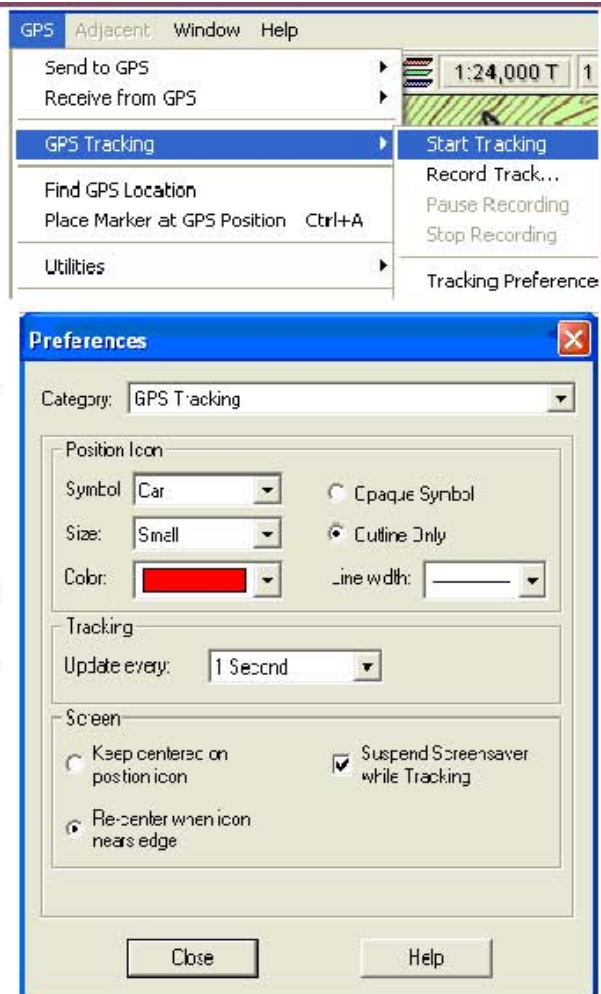 GPS Adjacent Window Help
Send to GPS
1:24,000 T 1
Receive from GPS
GPS Tracking
Start Tracking
Record Track...
Find GPS Location
Pause Recording
Place Marker at GPS Position Ctrl+A
Stop Recording
Utilities
Tracking Preference
Preferences
Category: GPS Tracking
Position Icon
Symbol Car
Opaque Symbol
Size: Small
Outline Only
Color:
Line width:
Tracking
Update every: 1 Second
Screen
Keep centered on
position icon
Suspend Screensaver
while Tracking
Re-center when icon
nears edge
Close Help